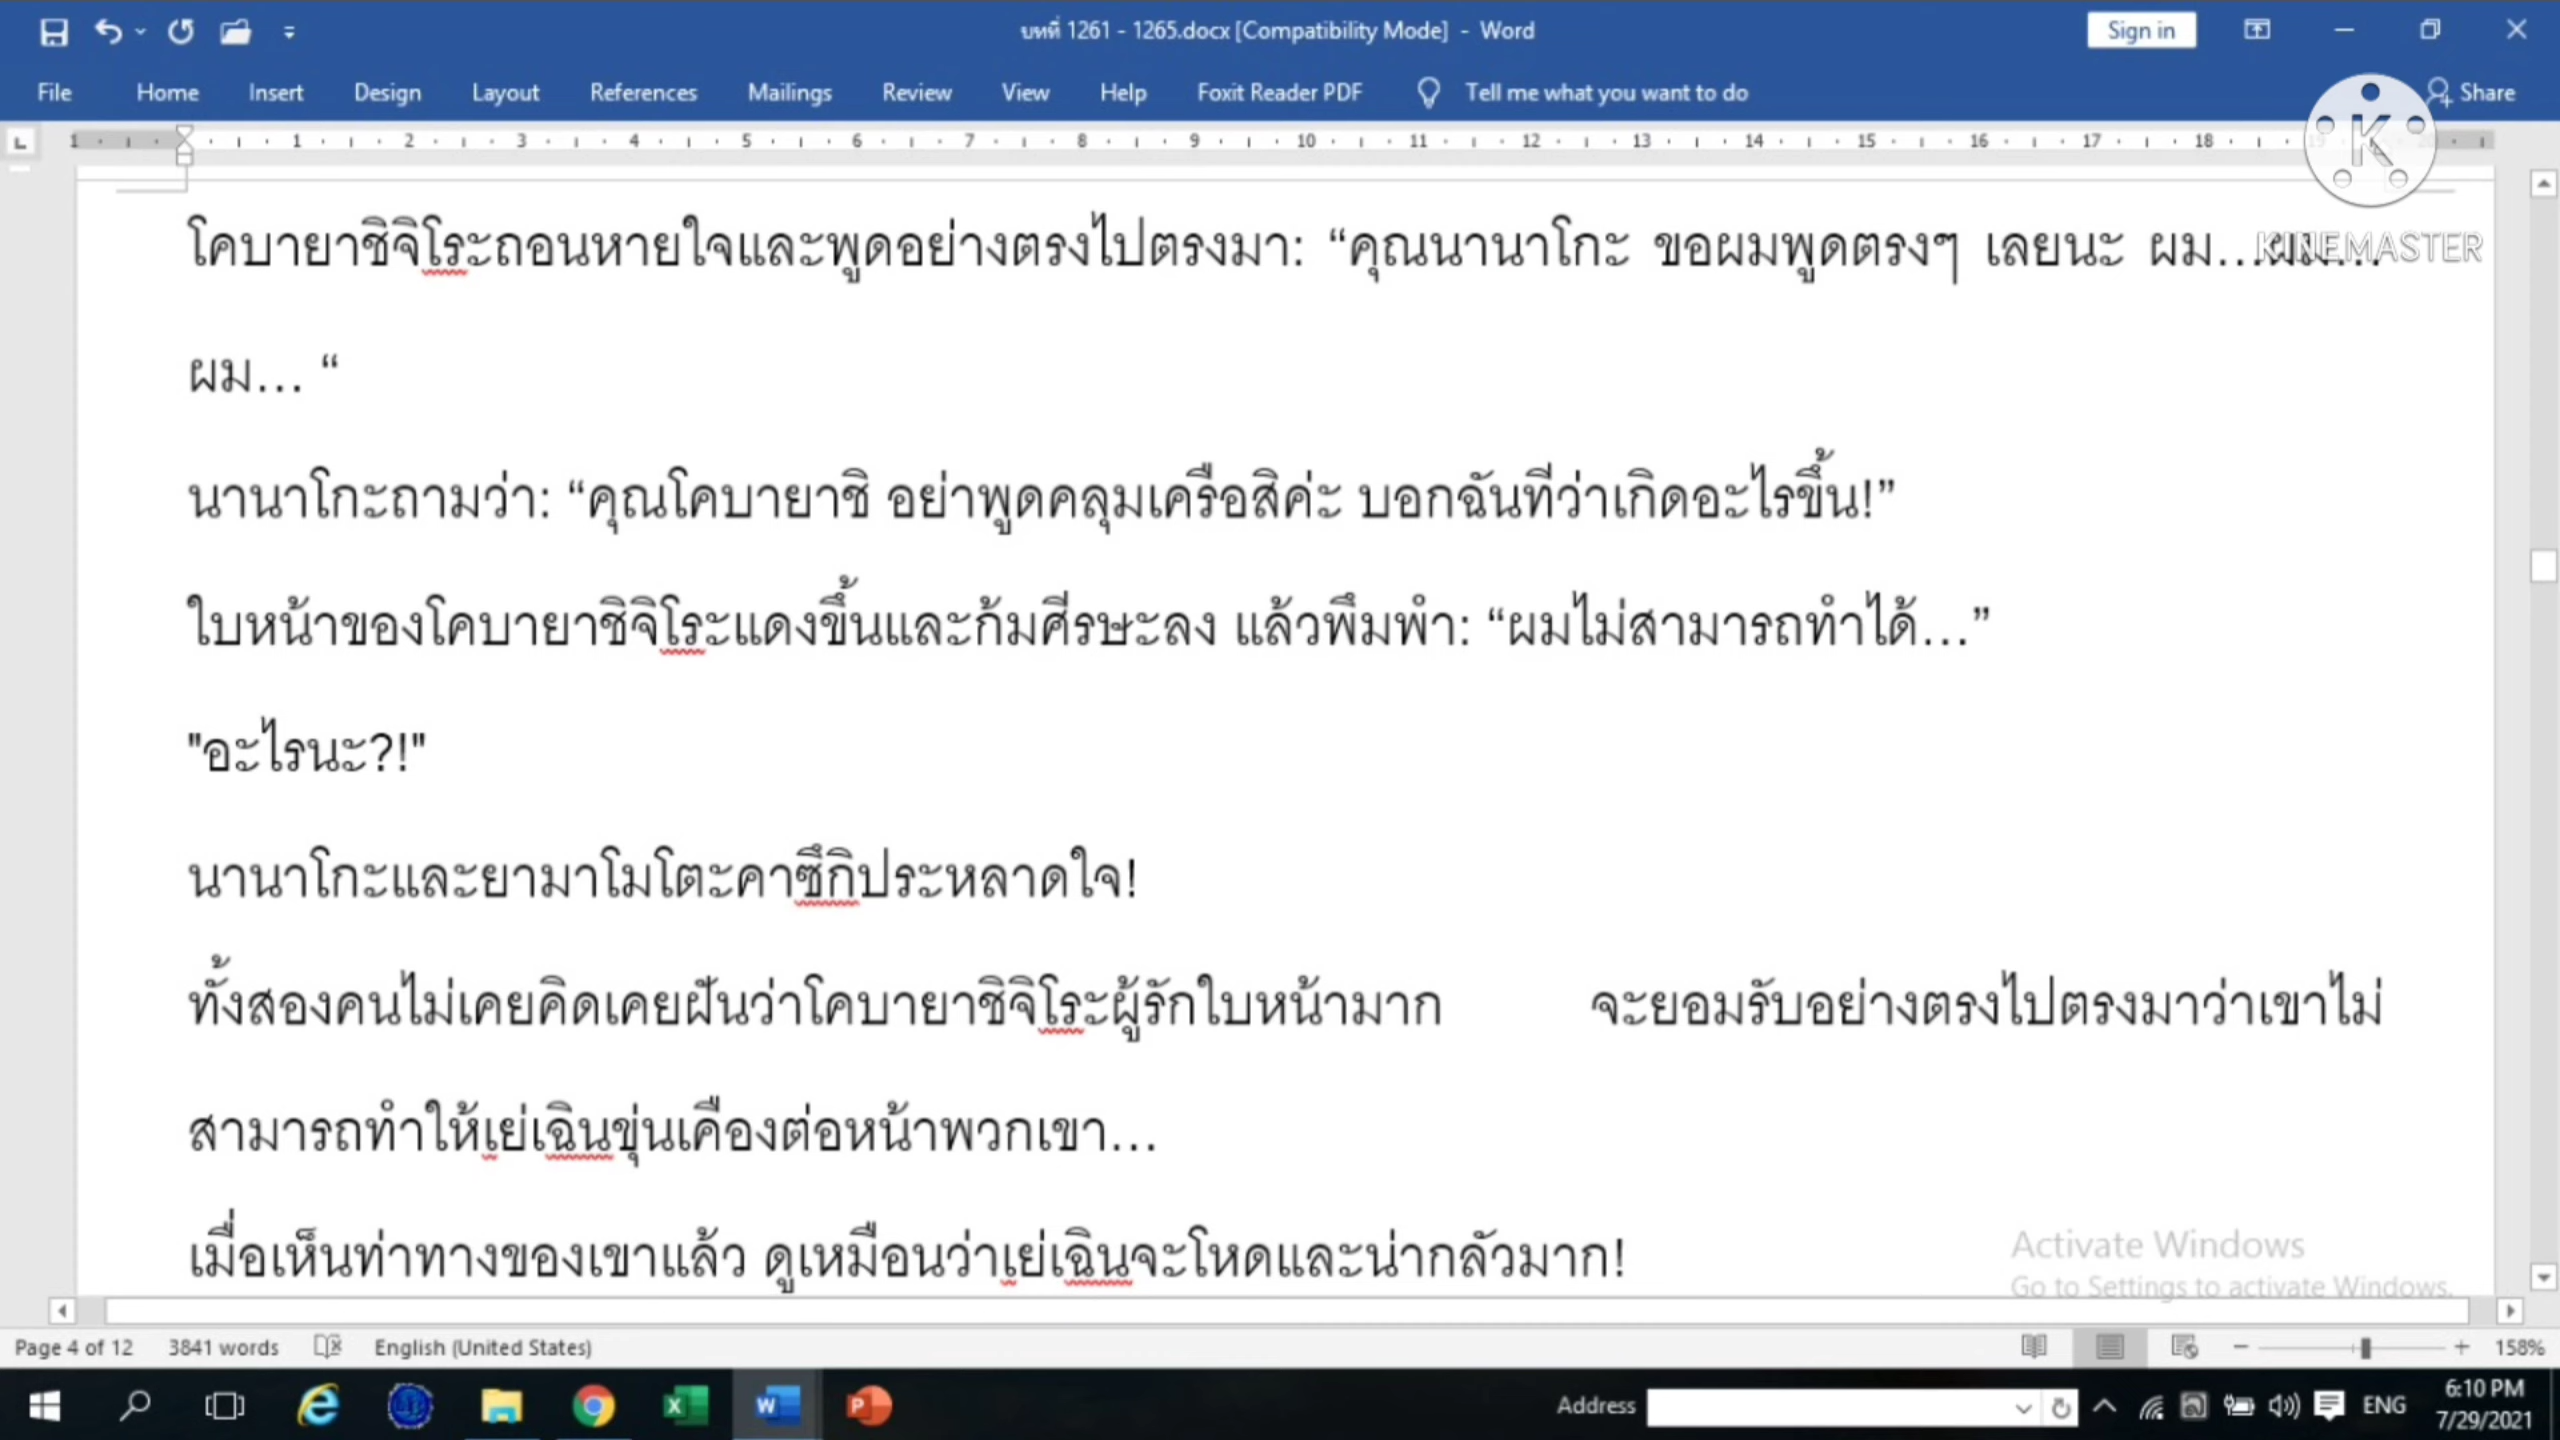 บทที่ 1261 - 1265.docx [Compatibility Mode] - Word
Sign in
File Home Insert Design Layout References Mailings Review View Help Foxit Reader PDF Tell me what you want to do Share
1 1 2 3 4 5 6 7 8 9 10 11 12 13 14 15 16 17 18
K
KINEMASTER
โคบายาชิจิโระถอนหายใจและพูดอย่างตรงไปตรงมา: “คุณนานาโกะ ขอผมพูดตรงๆ เลยนะ ผม…ผม…
ผม… “
นานาโกะถามว่า: “คุณโคบายาชิ อย่าพูดคลุมเครือสิค่ะ บอกฉันทีว่าเกิดอะไรขึ้น!”
ใบหน้าของโคบายาชิจิโระแดงขึ้นและก้มศีรษะลง แล้วพึมพำ: “ผมไม่สามารถทำได้…”
"อะไรนะ?!"
นานาโกะและยามาโมโตะคาซึกิประหลาดใจ!
ทั้งสองคนไม่เคยคิดเคยฝันว่าโคบายาชิจิโระผู้รักใบหน้ามาก จะยอมรับอย่างตรงไปตรงมาว่าเขาไม่
สามารถทำให้เย่เฉินขุ่นเคืองต่อหน้าพวกเขา…
เมื่อเห็นท่าทางของเขาแล้ว ดูเหมือนว่าเย่เฉินจะโหดและน่ากลัวมาก!
Activate Windows
Go to Settings to activate Windows.
Page 4 of 12 3841 words English (United States) 158%
Address ENG 6:10 PM
7/29/2021